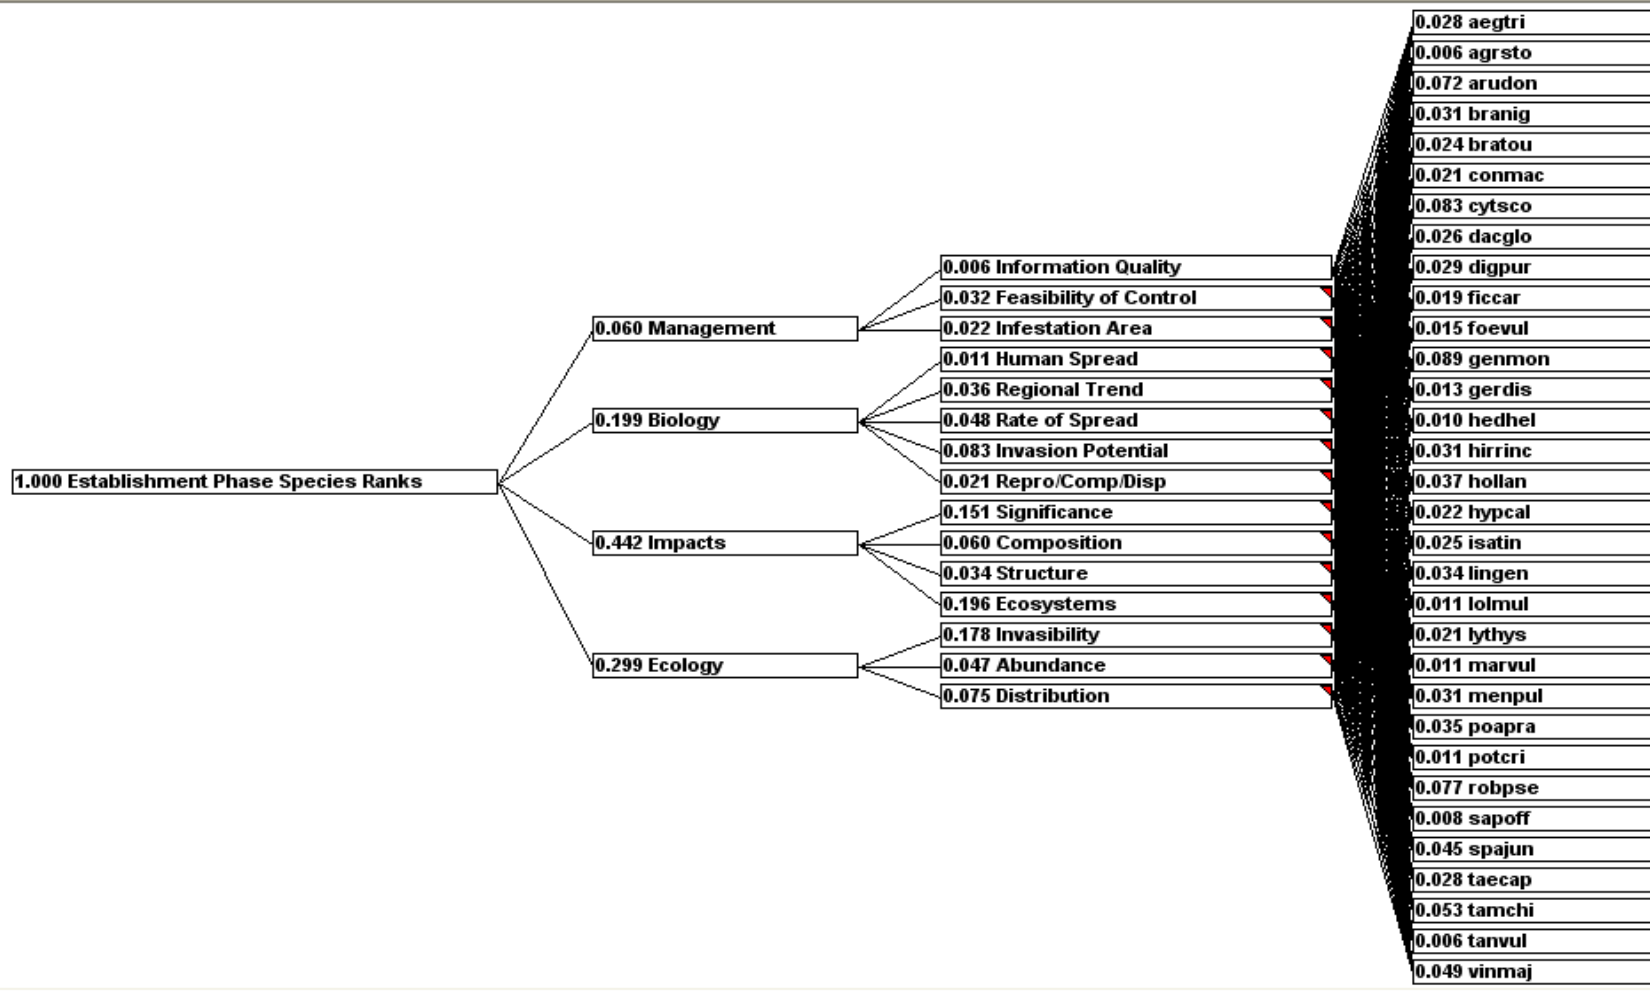 1.000 Establishment Phase Species Ranks
0.060 Management
0.199 Biology
0.442 Impacts
0.299 Ecology
0.006 Information Quality
0.032 Feasibility of Control
0.022 Infestation Area
0.011 Human Spread
0.036 Regional Trend
0.048 Rate of Spread
0.083 Invasion Potential
0.021 Repro/Comp/Disp
0.151 Significance
0.060 Composition
0.034 Structure
0.196 Ecosystems
0.178 Invasibility
0.047 Abundance
0.075 Distribution
0.028 aegtri
0.006 agrsto
0.072 arudon
0.031 branig
0.024 bratou
0.021 conmac
0.083 cytsco
0.026 dacglo
0.029 digpur
0.019 ficcar
0.015 foevul
0.089 genmon
0.013 gerdis
0.010 hedhel
0.031 hirrinc
0.037 hollan
0.022 hypcal
0.025 isatin
0.034 lingen
0.011 lolmul
0.021 lythys
0.011 marvul
0.031 menpul
0.035 poapra
0.011 potcri
0.077 robpse
0.008 sapoff
0.045 spajun
0.028 taecap
0.053 tamchi
0.006 tanvul
0.049 vinmaj